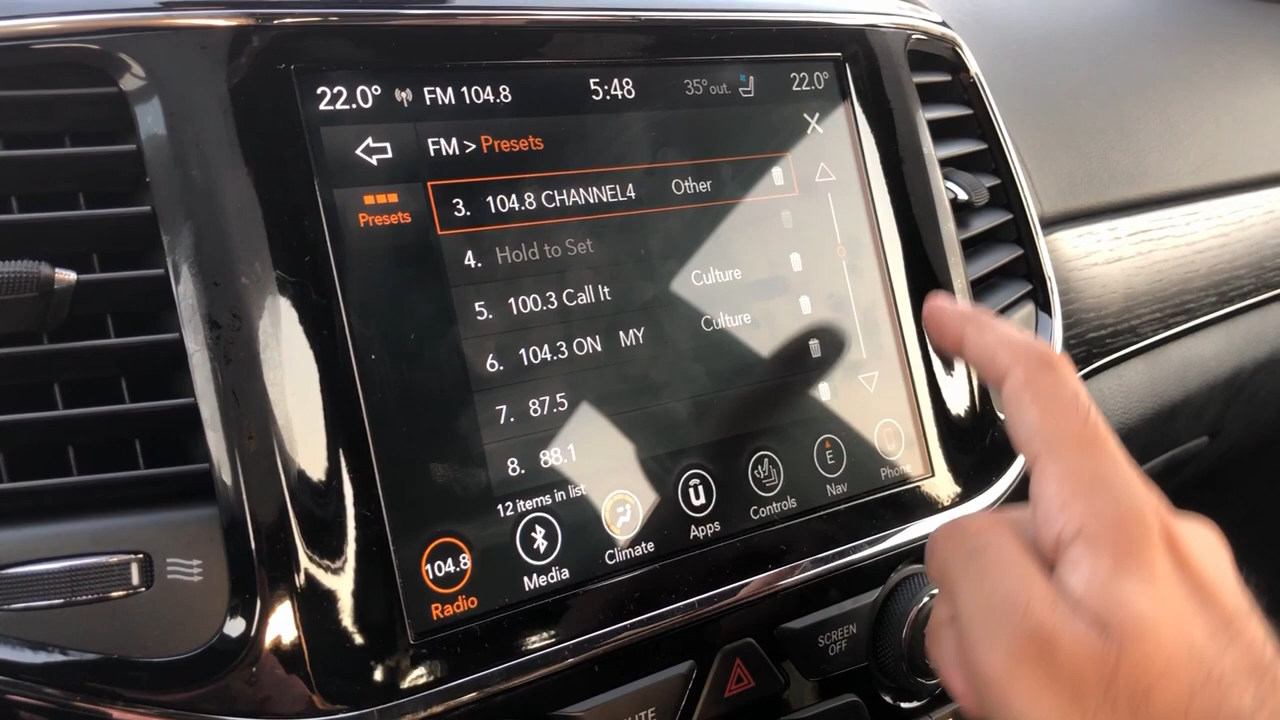 22.0° FM 104.8 5:48 35° out. 22.0°
FM > Presets X
Presets
3. 104.8 CHANNEL4 Other
4. Hold to Set
5. 100.3 Call It Culture
6. 104.3 ON MY Culture
7. 87.5
8. 88.1
12 items in list
104.8 Radio
Media
Climate
Apps
Controls
E Nav
Phone
SCREEN
OFF